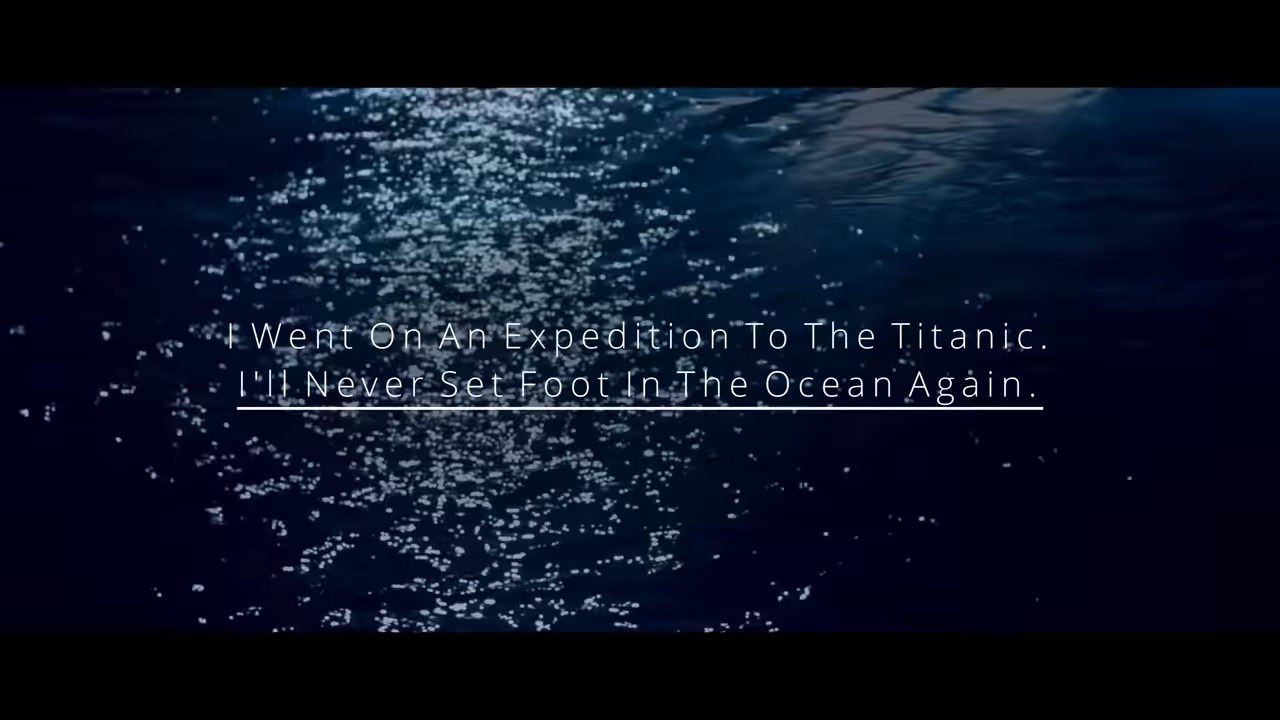 I Went On An Expedition To The Titanic.
I'll Never Set Foot In The Ocean Again.